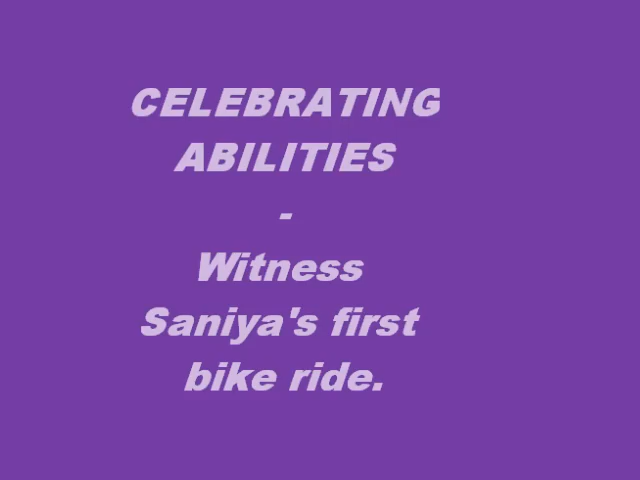 CELEBRATING
ABILITIES
-
Witness
Saniya's first
bike ride.